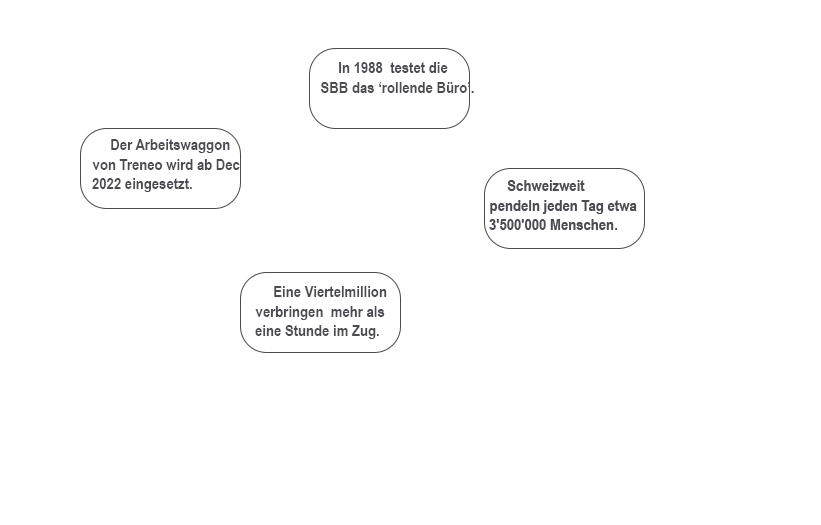 In 1988 testet die
SBB das ‘rollende Büro’.
Der Arbeitswaggon
von Treneo wird ab Dec
2022 eingesetzt.
Schweizweit
pendeln jeden Tag etwa
3'500'000 Menschen.
Eine Viertelmillion
verbringen mehr als
eine Stunde im Zug.